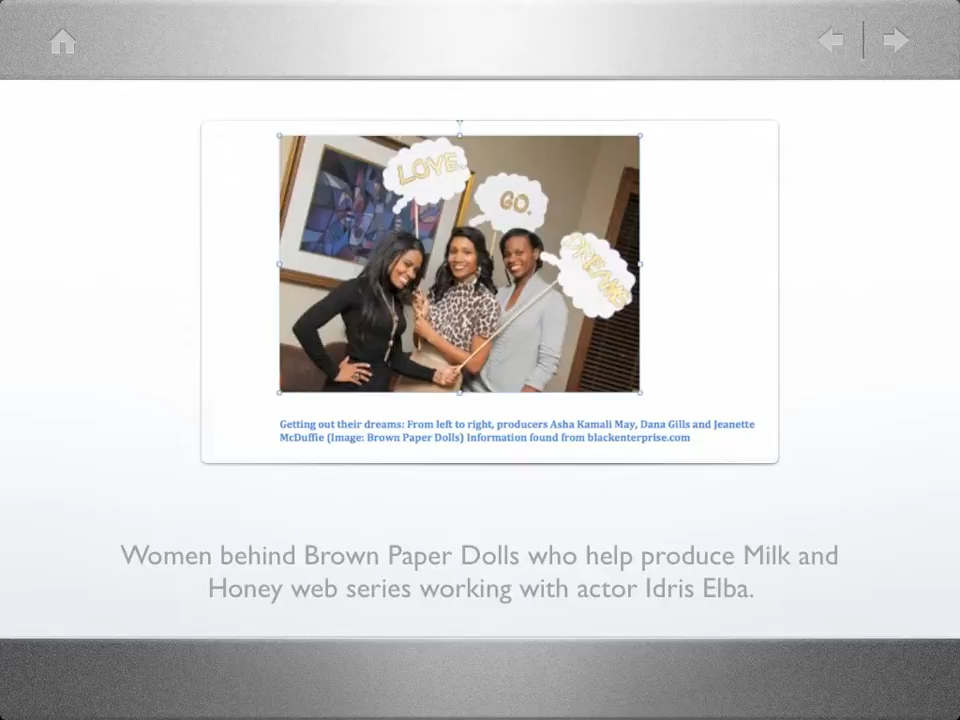 LOVE.
GO.
DREAMS
Getting out their dreams: From left to right, producers Asha Kamali May, Dana Gills and Jeanette
McDuffie (Image: Brown Paper Dolls) Information found from blackenterprise.com
Women behind Brown Paper Dolls who help produce Milk and
Honey web series working with actor Idris Elba.